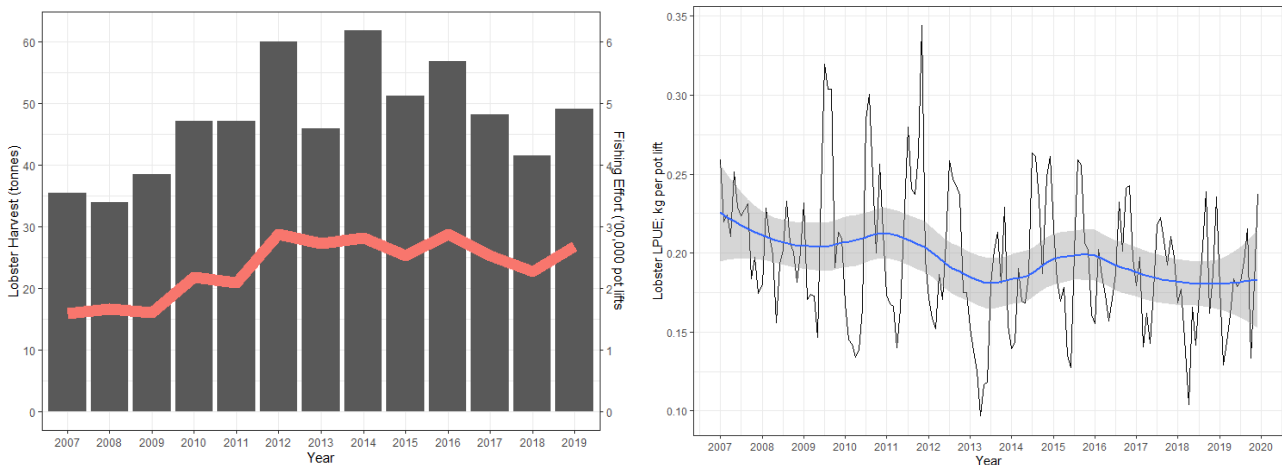 Lobster Harvest (tonnes)
60
50
40
30
20
10
0
6
5
4
3
2
1
0
Fishing Effort ('00,000 pot lifts
2007 2008 2009 2010 2011 2012 2013 2014 2015 2016 2017 2018 2019
Year
Lobster LPUE: kg per pot lift
0.35
0.30
0.25
0.20
0.15
0.10
2007 2008 2009 2010 2011 2012 2013 2014 2015 2016 2017 2018 2019 2020
Year